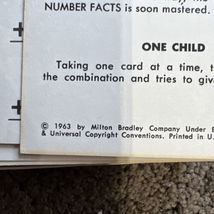 NUMBER FACTS is soon mastered.
ONE CHILD
Taking one card at a time, t
the combination and tries to giv
© 1963 by Milton Bradley Company Under B
& Universal Copyright Conventions. Printed in U.